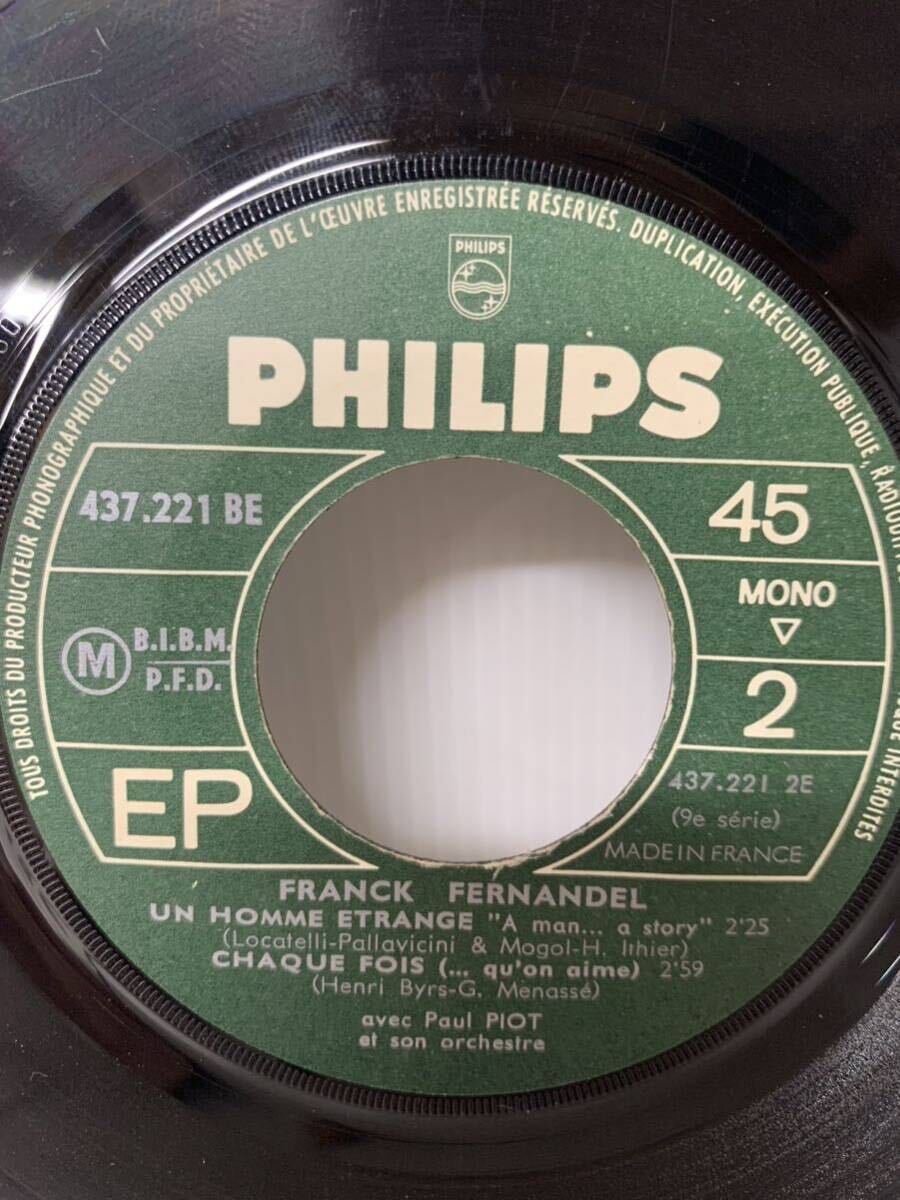 TOUS DROITS DU PRODUCTEUR PHONOGRAPHIQUE ET DU PROPRIÉTAIRE DE L'ŒUVRE ENREGISTRÉE RÉSERVÉS. DUPLICATION, EXÉCUTION PUBLIQUE, INTERDITES
PHILIPS
PHILIPS
437.221 BE
45
MONO
M
B.I.B.M.
P.F.D.
2
EP
437.221 2E
(9e série)
MADE IN FRANCE
FRANCK FERNANDEL
UN HOMME ETRANGE "A man... a story" 2'25
(Locatelli-Pallavicini & Mogol-H. Ithier)
CHAQUE FOIS (... qu'on aime) 2'59
(Henri Byrs-G. Menassé)
avec Paul PIOT
et son orchestre